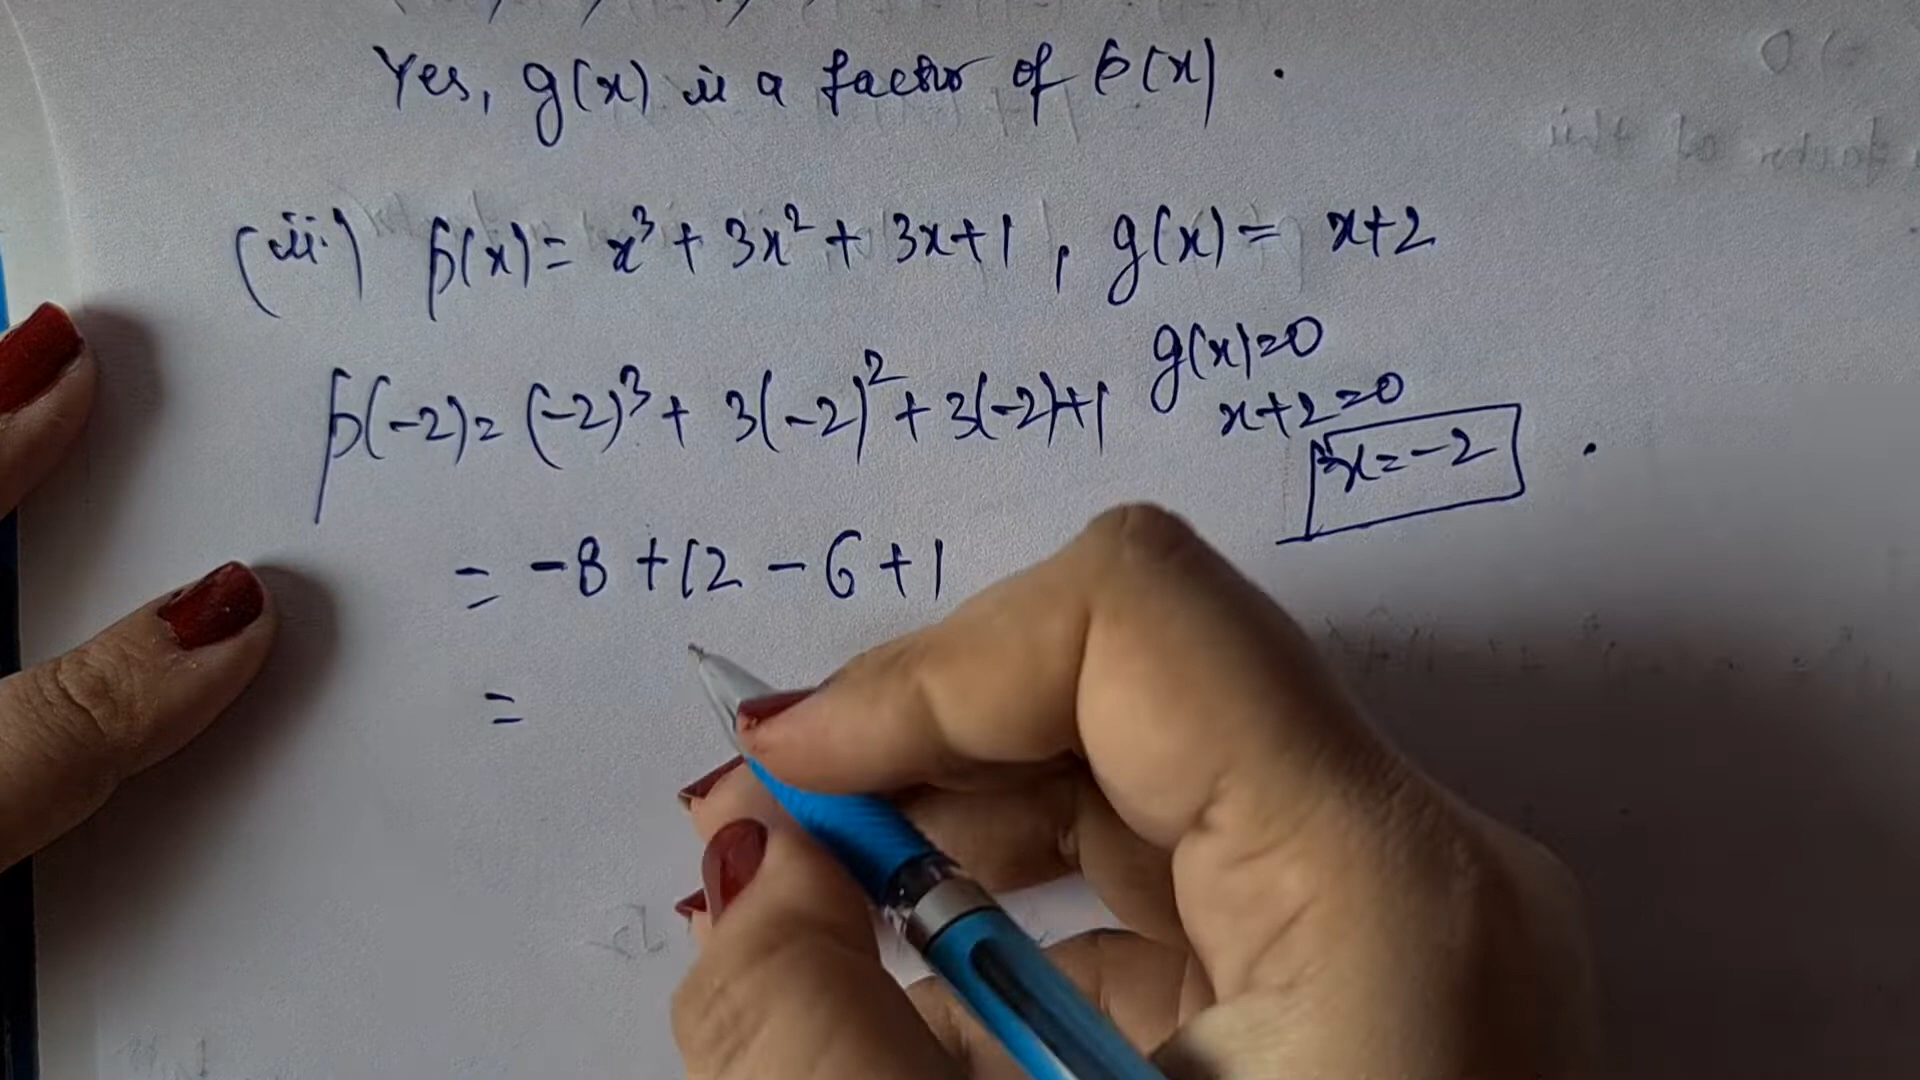 Yes, g(x) is a factor of p(x) .
(ii) p(x) = x³ + 3x² + 3x + 1 , g(x) = x+2
g(x)=0
p(-2) = (-2)³ + 3(-2)² + 3(-2)+1
x+2=0
x=-2
= -8 +12 - 6 +1
=